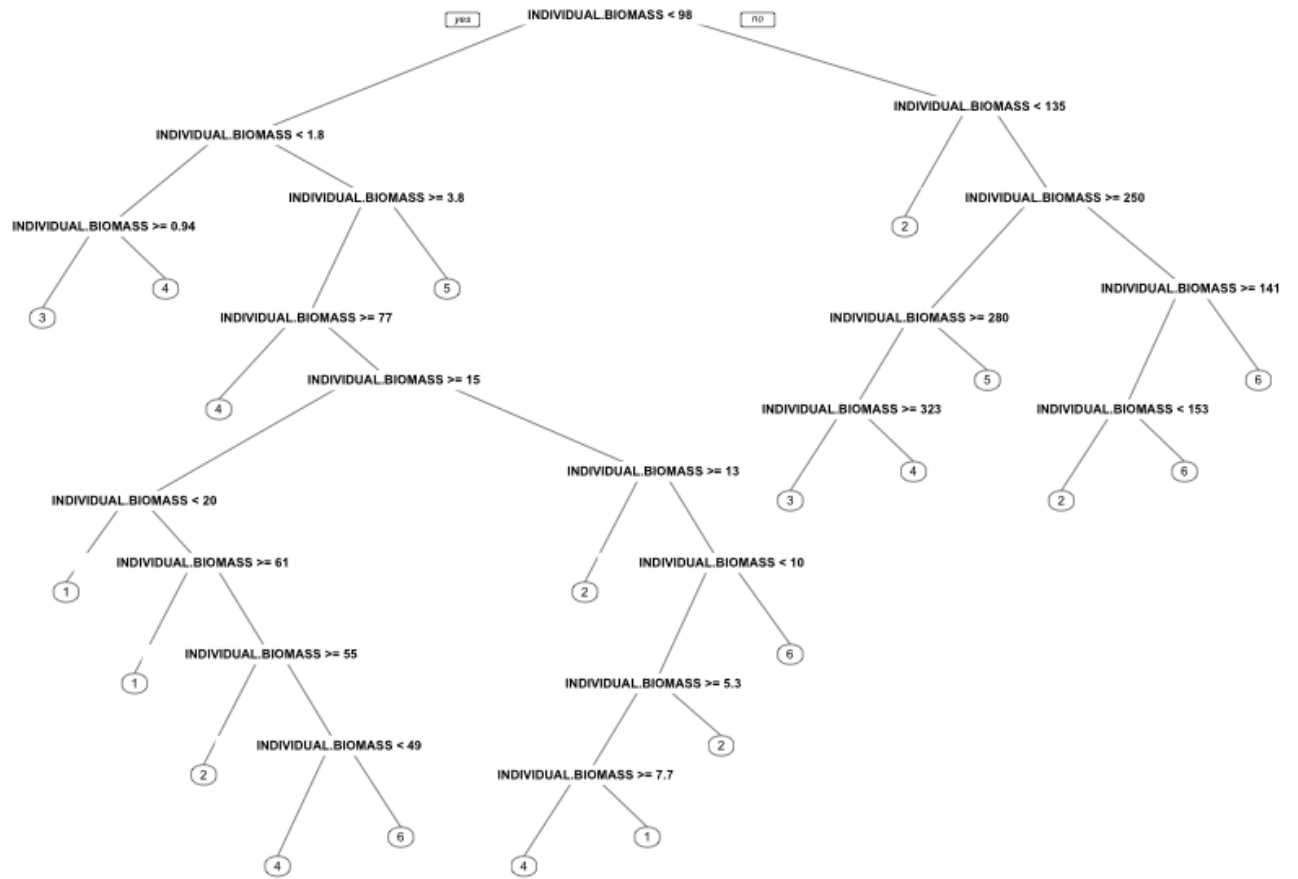 yes
INDIVIDUAL.BIOMASS < 98
no
INDIVIDUAL.BIOMASS < 135
INDIVIDUAL.BIOMASS < 1.8
INDIVIDUAL.BIOMASS >= 3.8
INDIVIDUAL.BIOMASS >= 250
INDIVIDUAL.BIOMASS >= 0.94
2
4
5
INDIVIDUAL.BIOMASS >= 141
3
INDIVIDUAL.BIOMASS >= 77
INDIVIDUAL.BIOMASS >= 280
INDIVIDUAL.BIOMASS >= 15
5
6
4
INDIVIDUAL.BIOMASS >= 323
INDIVIDUAL.BIOMASS < 153
INDIVIDUAL.BIOMASS >= 13
4
6
INDIVIDUAL.BIOMASS < 20
3
2
INDIVIDUAL.BIOMASS >= 61
INDIVIDUAL.BIOMASS < 10
1
2
INDIVIDUAL.BIOMASS >= 55
6
1
INDIVIDUAL.BIOMASS >= 5.3
INDIVIDUAL.BIOMASS < 49
2
2
INDIVIDUAL.BIOMASS >= 7.7
6
1
4
4